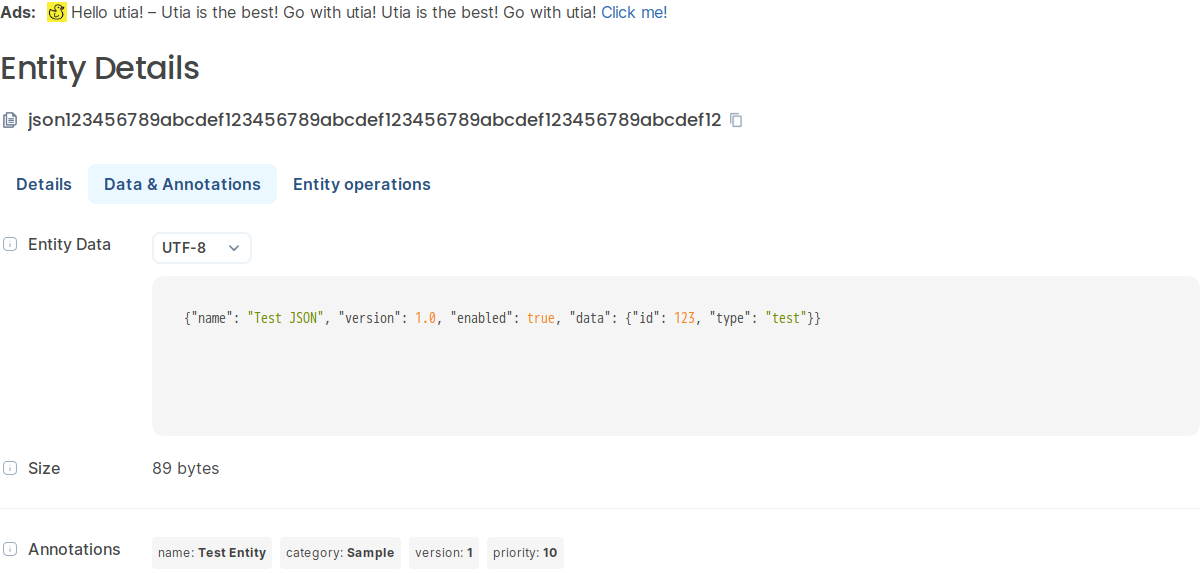 Ads: Hello utia! – Utia is the best! Go with utia! Utia is the best! Go with utia! Click me!
Entity Details
json123456789abcdef123456789abcdef123456789abcdef123456789abcdef12
Details Data & Annotations Entity operations
Entity Data UTF-8
{"name": "Test JSON", "version": 1.0, "enabled": true, "data": {"id": 123, "type": "test"}}
Size 89 bytes
Annotations name: Test Entity category: Sample version: 1 priority: 10